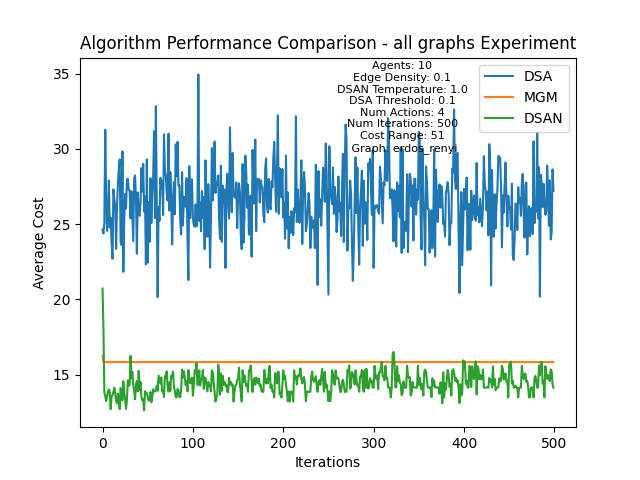 Algorithm Performance Comparison - all graphs Experiment
Agents: 10
Edge Density: 0.1
DSAN Temperature: 1.0
DSA Threshold: 0.1
Num Actions: 4
Num Iterations: 500
Cost Range: 51
Graph: erdos_renyi
DSA
MGM
DSAN
Average Cost
35
30
25
20
15
0
100
200
300
400
500
Iterations